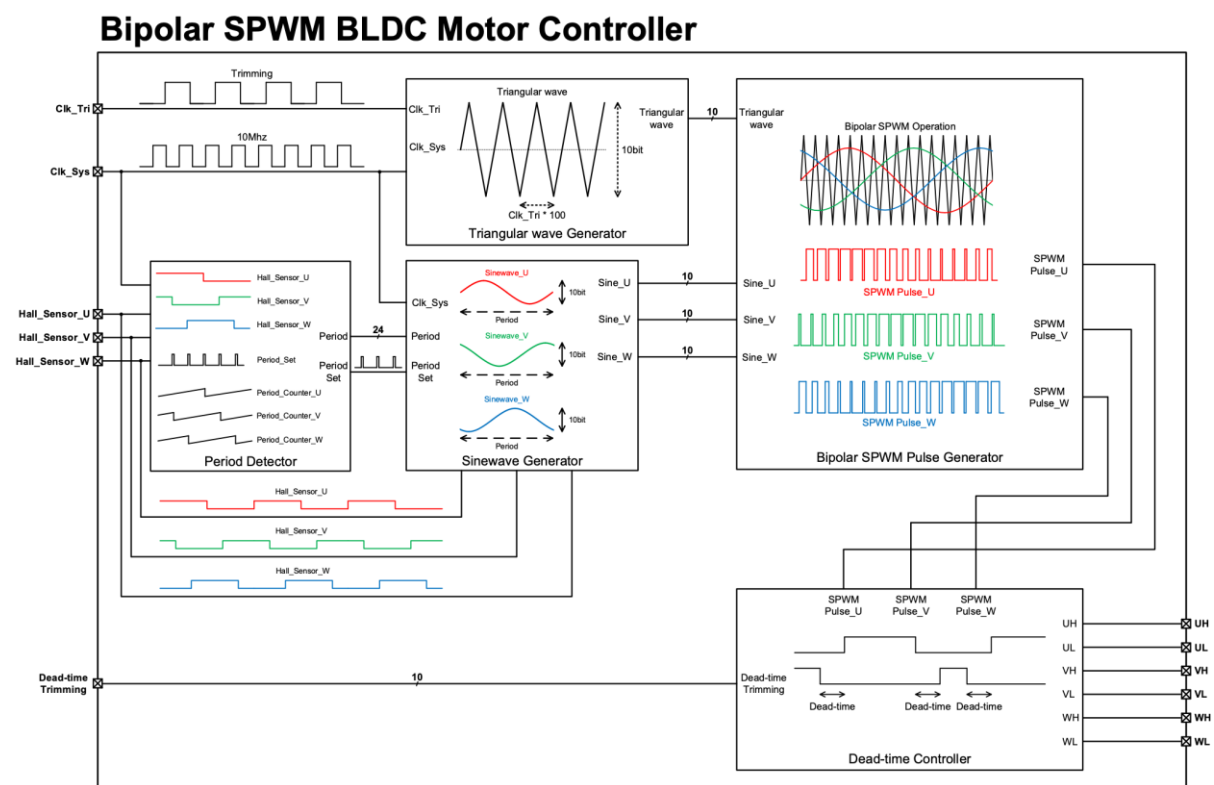 Bipolar SPWM BLDC Motor Controller
Clk_Tri
Trimming
Clk_Sys
10Mhz
Clk_Tri
Clk_Sys
Triangular wave
10bit
Clk_Tri * 100
Triangular
wave
Triangular wave Generator
10
Triangular
wave
Bipolar SPWM Operation
SPWM Pulse_U
SPWM Pulse_V
SPWM Pulse_W
Sine_U
Sine_V
Sine_W
SPWM
Pulse_U
SPWM
Pulse_V
SPWM
Pulse_W
Bipolar SPWM Pulse Generator
Hall_Sensor_U
Hall_Sensor_V
Hall_Sensor_W
Hall_Sensor_U
Hall_Sensor_V
Hall_Sensor_W
Period_Set
Period_Counter_U
Period_Counter_V
Period_Counter_W
Period
Period
Set
Period Detector
24
Clk_Sys
Period
Period
Set
Sinewave_U
10bit
Period
Sinewave_V
10bit
Period
Sinewave_W
10bit
Period
Sine_U
Sine_V
Sine_W
Sinewave Generator
10
10
10
Hall_Sensor_U
Hall_Sensor_V
Hall_Sensor_W
Dead-time
Trimming
10
SPWM
Pulse_U
SPWM
Pulse_V
SPWM
Pulse_W
Dead-time
Trimming
Dead-time
Dead-time
Dead-time
UH
UL
VH
VL
WH
WL
Dead-time Controller
UH
UL
VH
VL
WH
WL